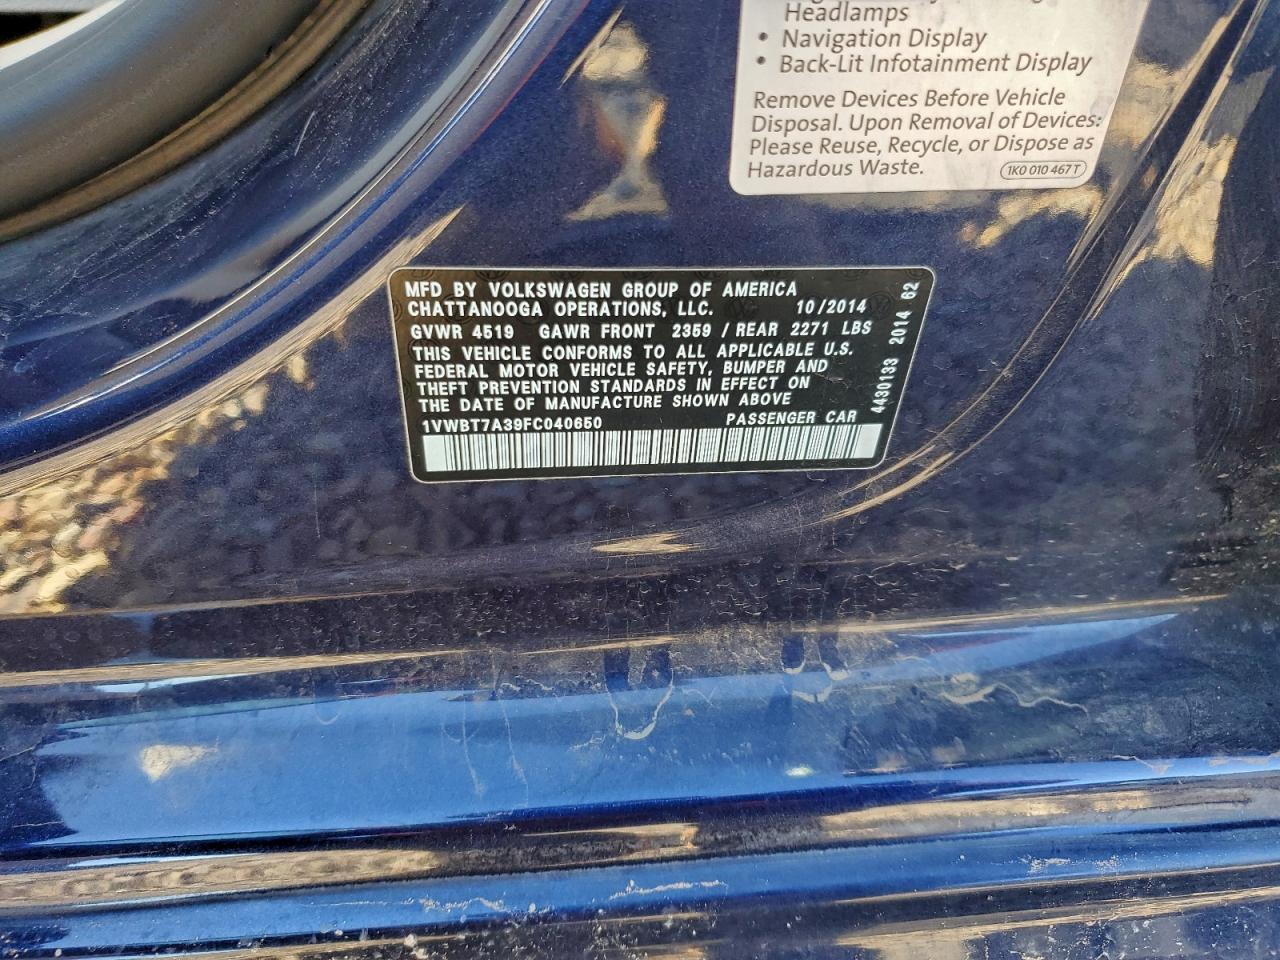 Headlamps
• Navigation Display
• Back-Lit Infotainment Display
Remove Devices Before Vehicle
Disposal. Upon Removal of Devices:
Please Reuse, Recycle, or Dispose as
Hazardous Waste.
1K0 010 467 T
MFD BY VOLKSWAGEN GROUP OF AMERICA
CHATTANOOGA OPERATIONS, LLC. 10/2014
GVWR 4519 GAWR FRONT 2359 / REAR 2271 LBS
THIS VEHICLE CONFORMS TO ALL APPLICABLE U.S.
FEDERAL MOTOR VEHICLE SAFETY, BUMPER AND
THEFT PREVENTION STANDARDS IN EFFECT ON
THE DATE OF MANUFACTURE SHOWN ABOVE
1VWBT7A39FC040650 PASSENGER CAR
4430133 2014 62